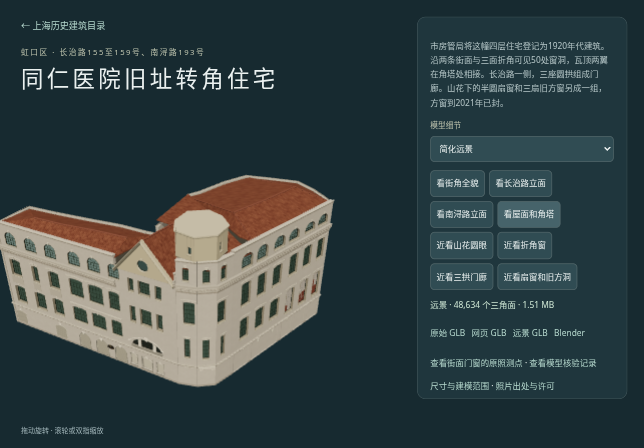 ← 上海历史建筑目录
虹口区 · 长治路155至159号、南浔路193号
同仁医院旧址转角住宅
市房管局将这幢四层住宅登记为1920年代建筑。
沿两条街面与三面折角可见50处窗洞，瓦顶两翼
在角塔处相接。长治路一侧，三座圆拱组成门
廊。山花下的半圆扇窗和三扇旧方窗另成一组，
方窗到2021年已封。
模型细节
简化远景
看街角全貌
看长治路立面
看南浔路立面
看屋面和角塔
近看山花圆眼
近看折角窗
近看三拱门廊
近看扇窗和旧方洞
远景 · 48,634 个三角面 · 1.51 MB
原始 GLB 网页 GLB 远景 GLB Blender
查看街面门窗的原照测点 · 查看模型核验记录
尺寸与建模范围 · 照片出处与许可
拖动旋转 · 滚轮或双指缩放